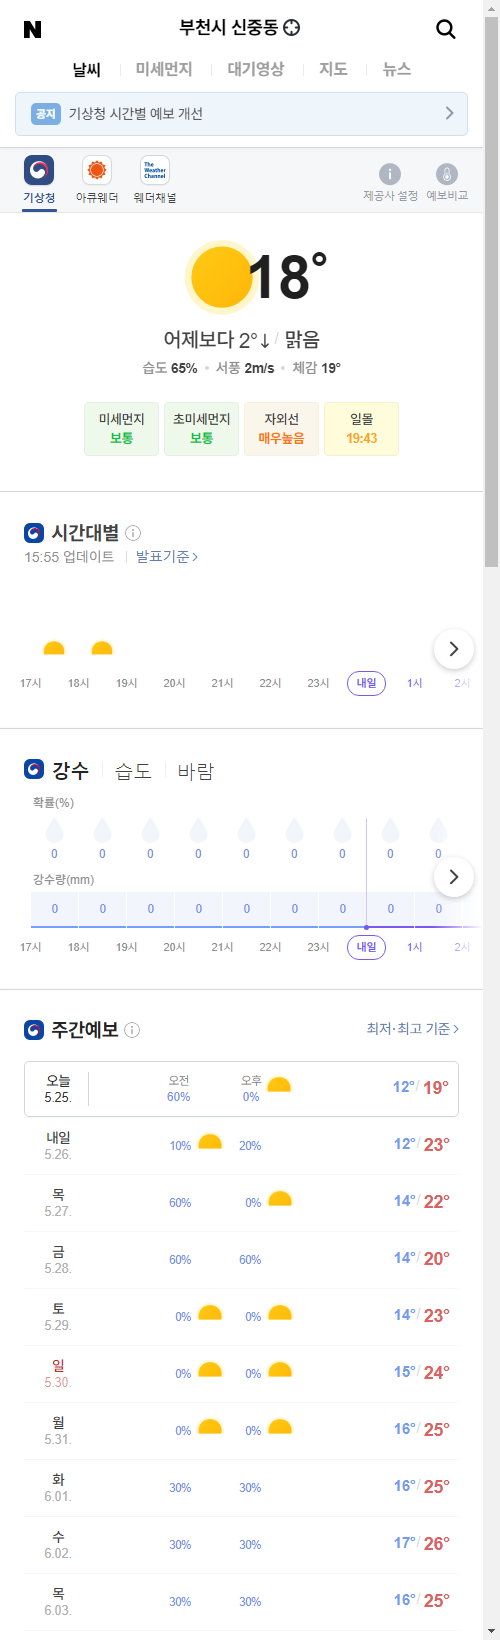 N
부천시 신중동
날씨 미세먼지 대기영상 지도 뉴스
공지 기상청 시간별 예보 개선
The Weather Channel
기상청 아큐웨더 웨더채널 제공사 설정 예보비교
18°
어제보다 2°↓ / 맑음
습도 65% 서풍 2m/s 체감 19°
미세먼지 초미세먼지 자외선 일몰
보통 보통 매우높음 19:43
시간대별
15:55 업데이트 발표기준
17시 18시 19시 20시 21시 22시 23시 내일 1시 2시
강수 습도 바람
확률(%)
0 0 0 0 0 0 0 0 0
강수량(mm)
0 0 0 0 0 0 0 0 0
17시 18시 19시 20시 21시 22시 23시 내일 1시 2시
주간예보 최저·최고 기준
오늘 오전 오후
5.25. 60% 0% 12°/ 19°
내일
5.26. 10% 20% 12°/ 23°
목
5.27. 60% 0% 14°/ 22°
금
5.28. 60% 60% 14°/ 20°
토
5.29. 0% 0% 14°/ 23°
일
5.30. 0% 0% 15°/ 24°
월
5.31. 0% 0% 16°/ 25°
화
6.01. 30% 30% 16°/ 25°
수
6.02. 30% 30% 17°/ 26°
목
6.03. 30% 30% 16°/ 25°